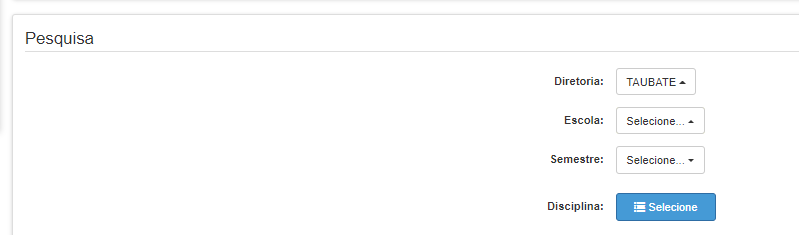 Pesquisa
Diretoria: TAUBATE
Escola: Selecione...
Semestre: Selecione...
Disciplina: Selecione